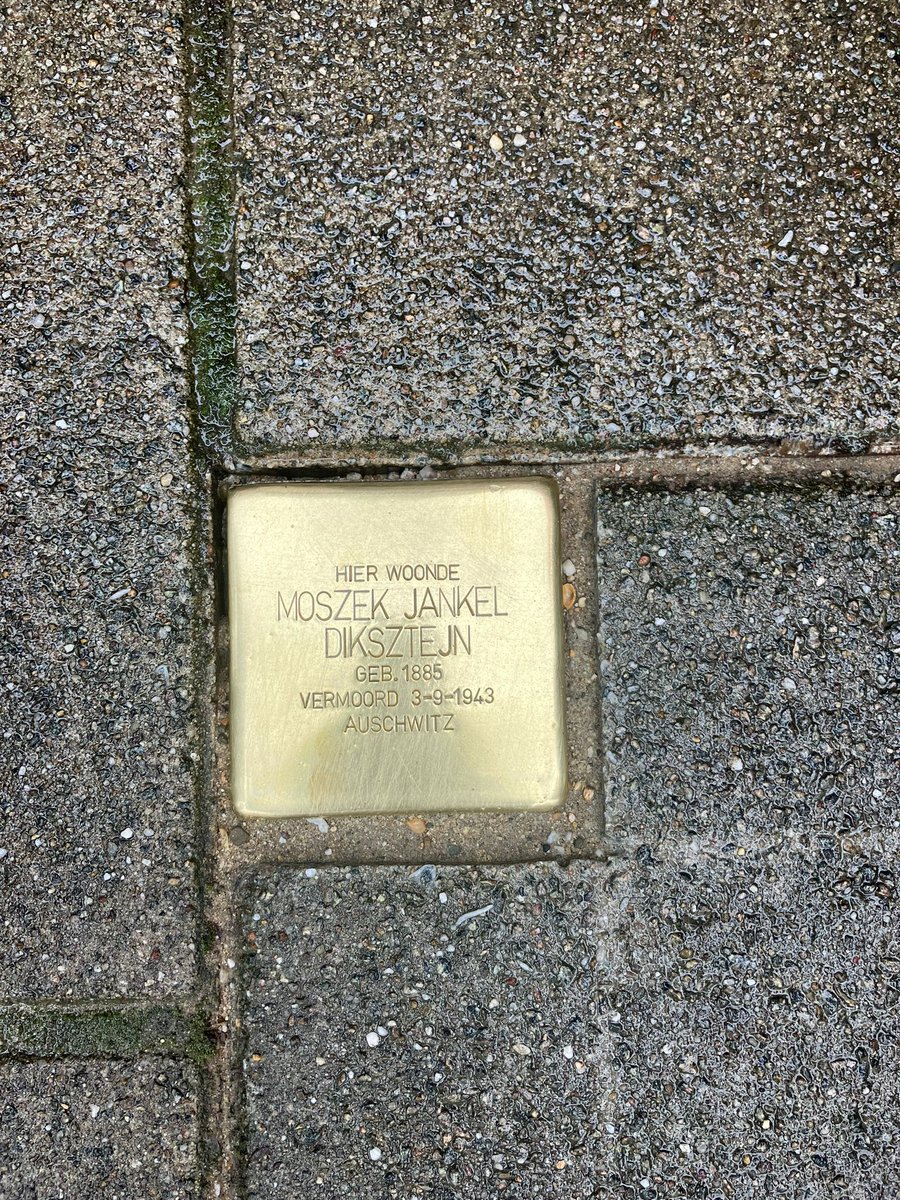 HIER WOONDE
MOSZEK JANKEL
DIKSZTEJN
GEB. 1885
VERMOORD 3-9-1943
AUSCHWITZ